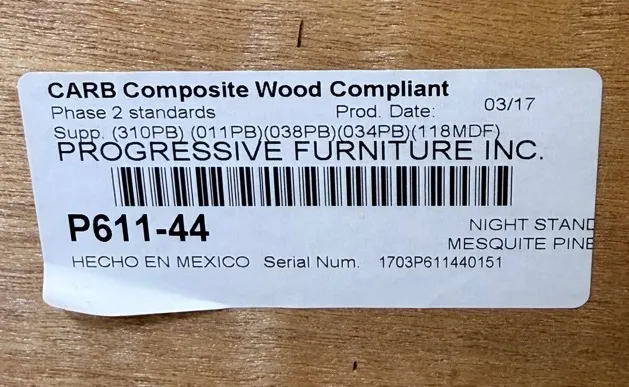 CARB Composite Wood Compliant
Phase 2 standards Prod. Date: 03/17
Supp. (310PB) (011PB)(038PB)(034PB)(118MDF)
PROGRESSIVE FURNITURE INC.
P611-44
NIGHT STAND
MESQUITE PINE
HECHO EN MEXICO Serial Num. 1703P611440151